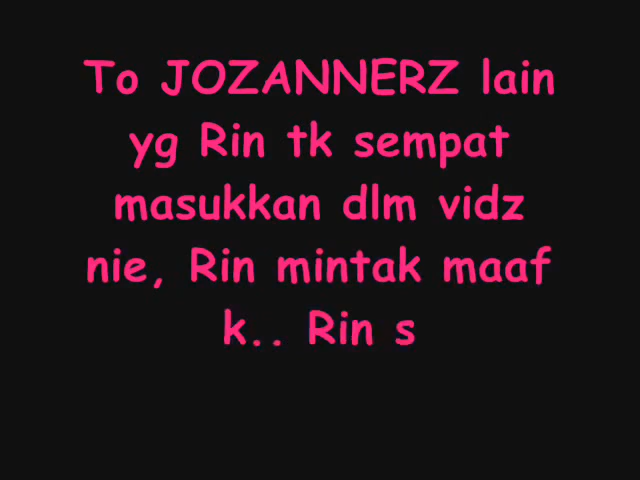 To JOZANNERZ lain
yg Rin tk sempat
masukkan dlm vidz
nie, Rin mintak maaf
k.. Rin s